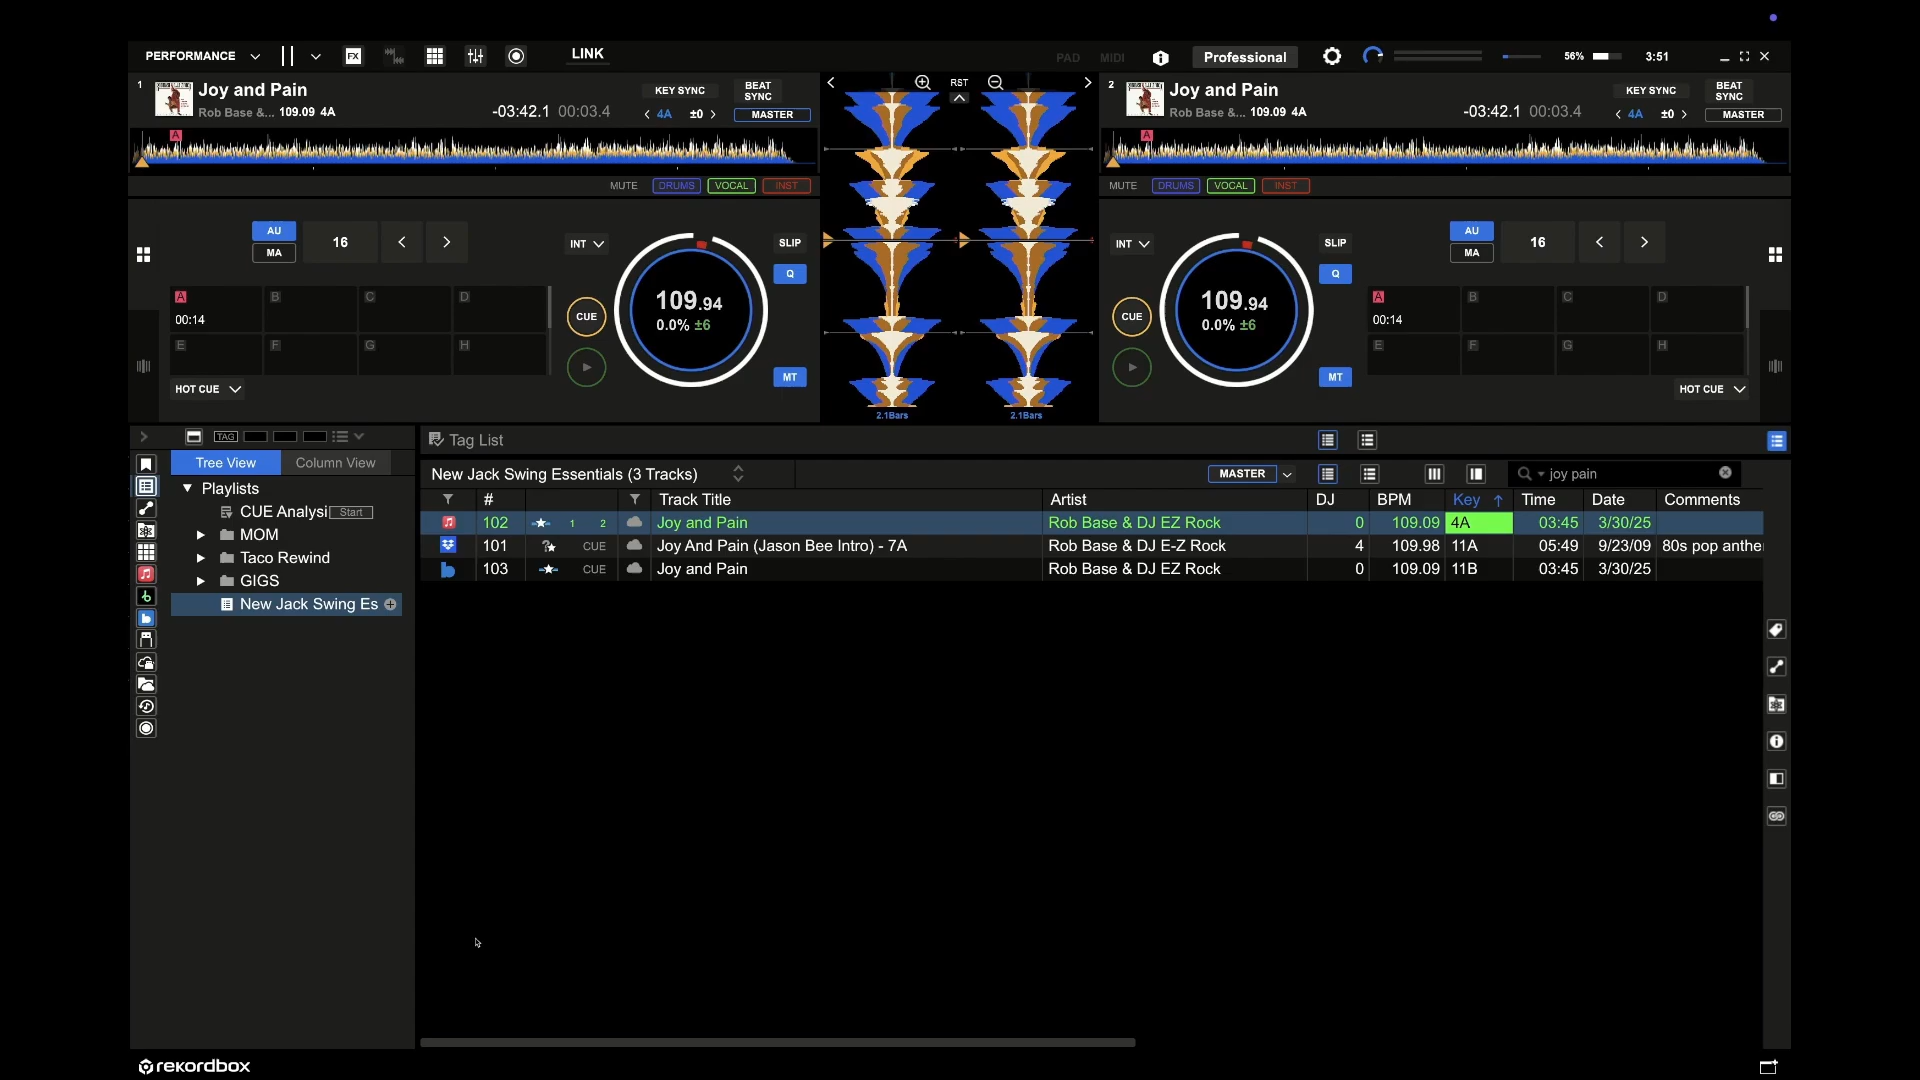 PERFORMANCE
FX
LINK
PAD MIDI
Professional
56%
3:51
1
Joy and Pain
Rob Base &... 109.09 4A
-03:42.1 00:03.4
KEY SYNC
4A ±0
BEAT SYNC
MASTER
A
MUTE DRUMS VOCAL INST
AU
MA
16
INT
SLIP
Q
A
00:14
B C D
E F G H
HOT CUE
CUE
109.94
0.0% ±6
MT
RST
2.1Bars 2.1Bars
2
Joy and Pain
Rob Base &... 109.09 4A
-03:42.1 00:03.4
KEY SYNC
4A ±0
BEAT SYNC
MASTER
A
MUTE DRUMS VOCAL INST
INT
SLIP
Q
CUE
109.94
0.0% ±6
MT
AU
MA
16
A
00:14
B C D
E F G H
HOT CUE
TAG
Tree View Column View
Playlists
CUE Analysi Start
MOM
Taco Rewind
GIGS
New Jack Swing Es
Tag List
New Jack Swing Essentials (3 Tracks)
MASTER
joy pain
# Track Title Artist DJ BPM Key Time Date Comments
102 1 2 Joy and Pain Rob Base & DJ EZ Rock 0 109.09 4A 03:45 3/30/25
101 CUE Joy And Pain (Jason Bee Intro) - 7A Rob Base & DJ E-Z Rock 4 109.98 11A 05:49 9/23/09 80s pop anthe
103 CUE Joy and Pain Rob Base & DJ EZ Rock 0 109.09 11B 03:45 3/30/25
rekordbox